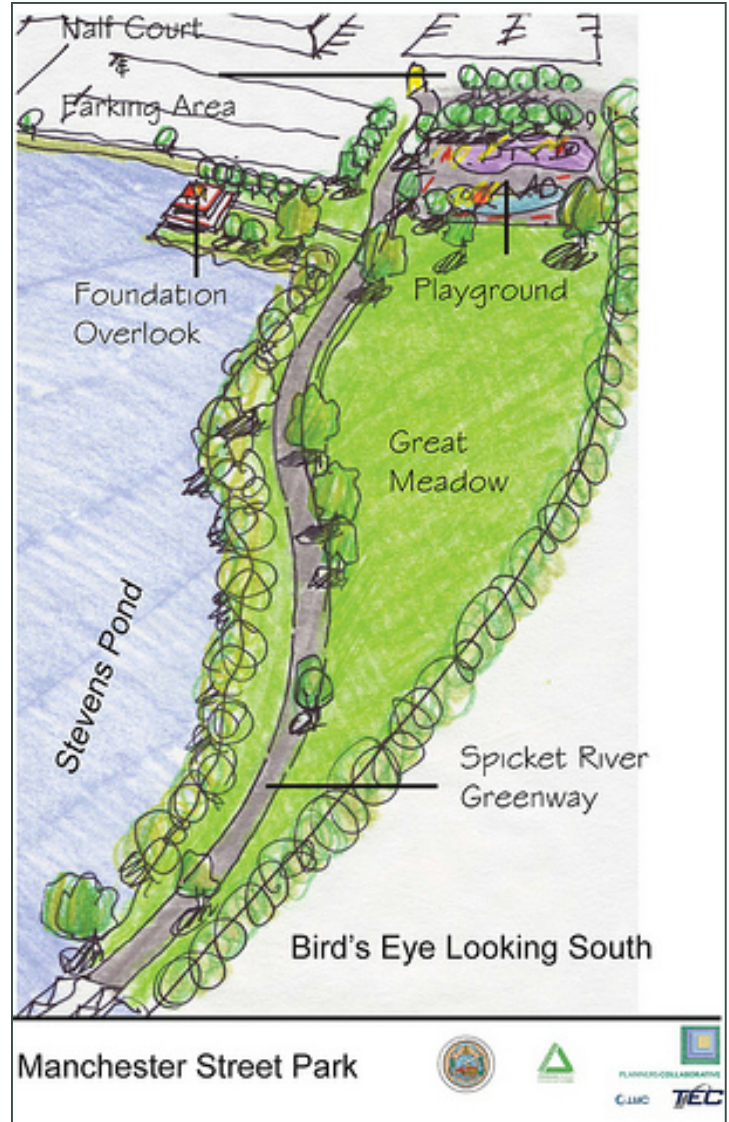 Half Court
Parking Area
Foundation
Overlook
Playground
Great
Meadow
Stevens Pond
Spicket River
Greenway
Bird's Eye Looking South
Manchester Street Park
PLANNERS COLLABORATIVE
TEC